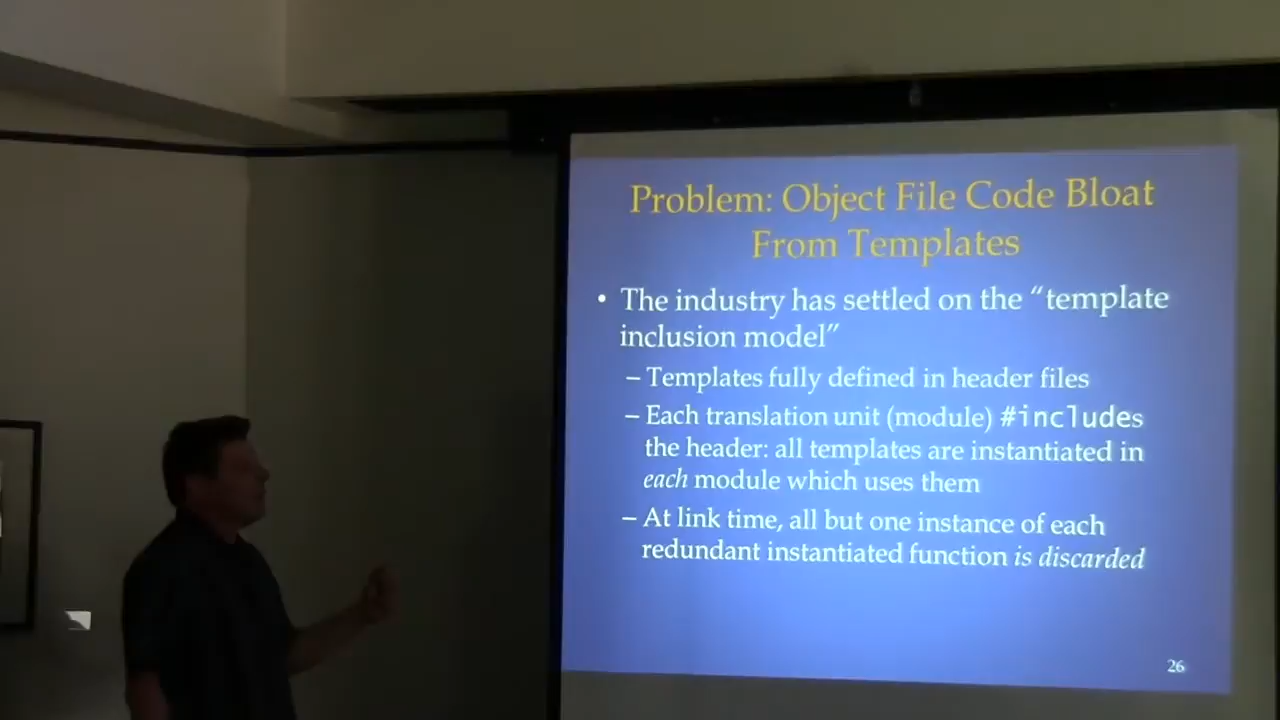 Problem: Object File Code Bloat
From Templates
• The industry has settled on the “template
inclusion model”
– Templates fully defined in header files
– Each translation unit (module) #includes
the header: all templates are instantiated in
each module which uses them
– At link time, all but one instance of each
redundant instantiated function is discarded
26